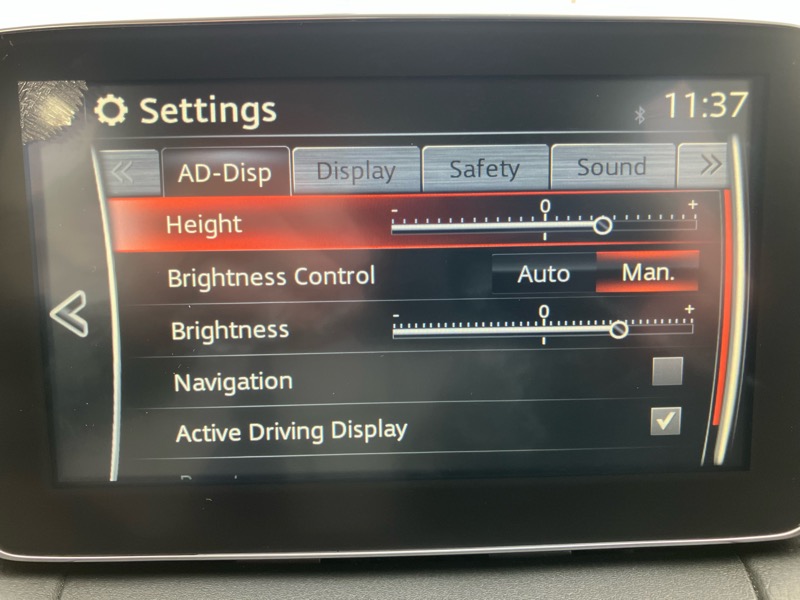 Settings 11:37
<< AD-Disp Display Safety Sound >>
Height - 0 +
Brightness Control Auto Man.
Brightness - 0 +
Navigation
Active Driving Display